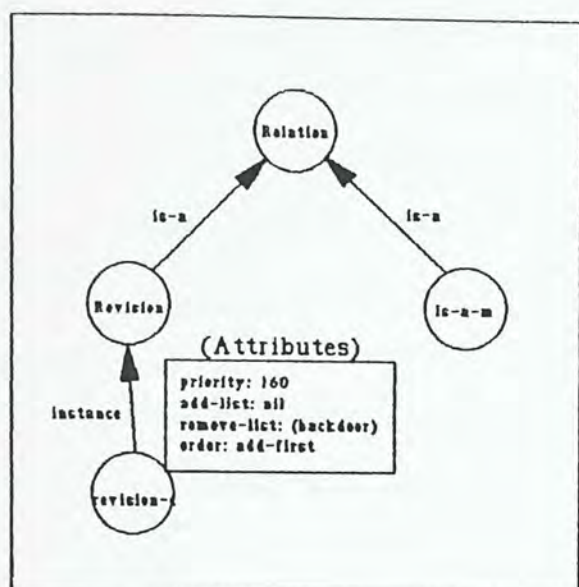 Relation
is-a
is-a
Revision
is-a-m
(Attributes)
priority: 160
add-list: nil
remove-list: (backdoor)
order: add-first
instance